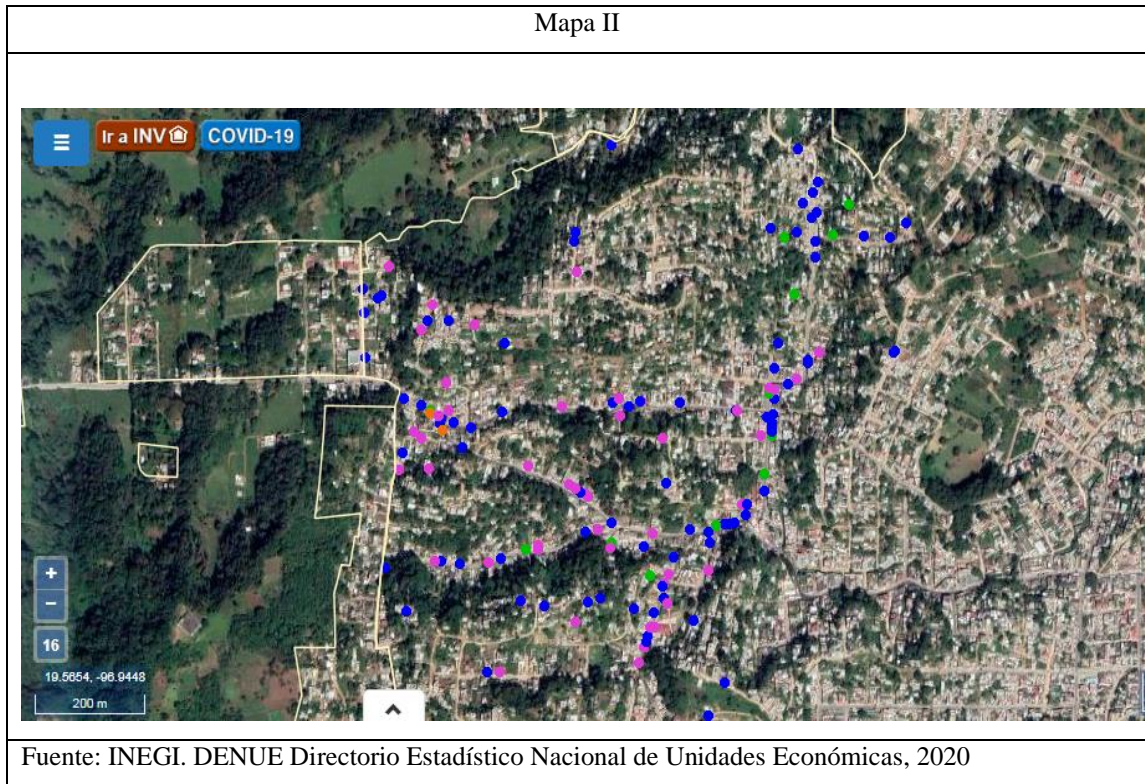 Mapa II
Ir a INV
COVID-19
+
−
16
19.5654, -96.9448
200 m
Fuente: INEGI. DENUE Directorio Estadístico Nacional de Unidades Económicas, 2020